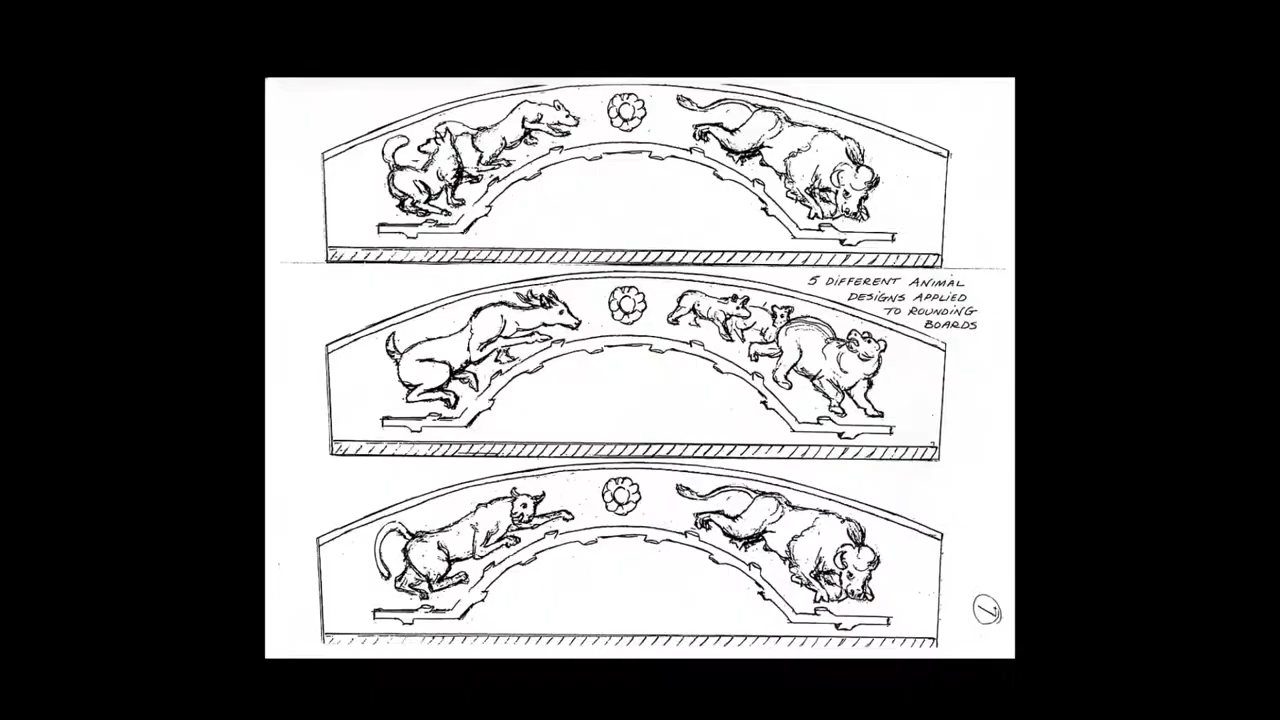 5 DIFFERENT ANIMAL
DESIGNS APPLIED
TO ROUNDING
BOARDS